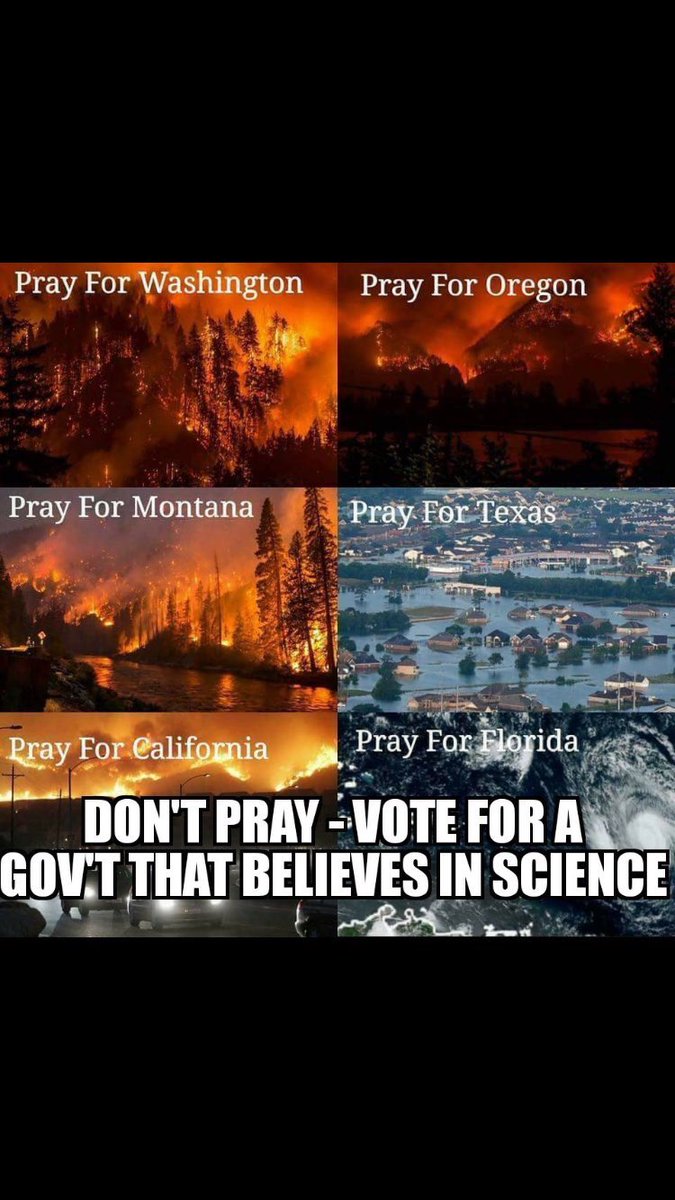 Pray For Washington
Pray For Oregon
Pray For Montana
Pray For Texas
Pray For California
Pray For Florida
DON'T PRAY - VOTE FOR A
GOV'T THAT BELIEVES IN SCIENCE